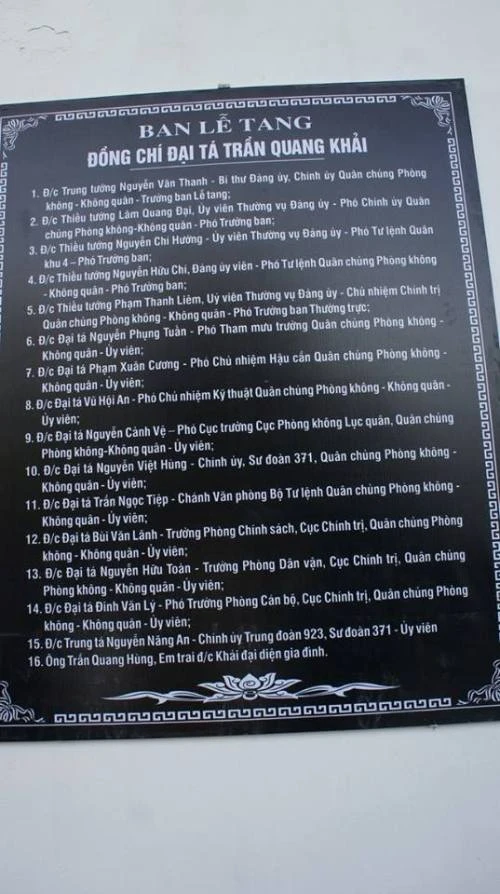 BAN LỄ TANG
ĐỒNG CHÍ ĐẠI TÁ TRẦN QUANG KHẢI
1. Đ/c Trung tướng Nguyễn Văn Thanh - Bí thư Đảng ủy, Chính ủy Quân chủng Phòng
không - Không quân - Trưởng ban Lễ tang;
2. Đ/c Thiếu tướng Lâm Quang Đại, Ủy viên Thường vụ Đảng ủy - Phó Chính ủy Quân
chủng Phòng không-Không quân - Phó Trưởng ban;
3. Đ/c Thiếu tướng Nguyễn Chí Hướng - Ủy viên Thường vụ Đảng ủy - Phó Tư lệnh Quân
khu 4 – Phó Trưởng ban;
4. Đ/c Thiếu tướng Nguyễn Hữu Chí, Đảng ủy viên - Phó Tư lệnh Quân chủng Phòng không
- Không quân - Phó Trưởng ban;
5. Đ/c Thiếu tướng Phạm Thanh Liêm, Uỷ viên Thường vụ Đảng ủy - Chủ nhiệm Chính trị
Quân chủng Phòng không - Không quân - Phó Trưởng ban Thường trực;
6. Đ/c Đại tá Nguyễn Phụng Tuấn - Phó Tham mưu trưởng Quân chủng Phòng không -
Không quân - Ủy viên;
7. Đ/c Đại tá Phạm Xuân Cương - Phó Chủ nhiệm Hậu cần Quân chủng Phòng không -
Không quân - Ủy viên;
8. Đ/c Đại tá Vũ Hội An - Phó Chủ nhiệm Kỹ thuật Quân chủng Phòng không - Không quân -
Ủy viên;
9. Đ/c Đại tá Nguyễn Cảnh Vệ – Phó Cục trưởng Cục Phòng không Lục quân, Quân chủng
Phòng không-Không quân - Ủy viên;
10. Đ/c Đại tá Nguyễn Việt Hùng - Chính ủy, Sư đoàn 371, Quân chủng Phòng không -
Không quân - Ủy viên;
11. Đ/c Đại tá Trần Ngọc Tiệp - Chánh Văn phòng Bộ Tư lệnh Quân chủng Phòng không -
Không quân - Ủy viên;
12. Đ/c Đại tá Bùi Văn Lãnh - Trưởng Phòng Chính sách, Cục Chính trị, Quân chủng Phòng
không - Không quân - Ủy viên;
13. Đ/c Đại tá Nguyễn Hữu Toán - Trưởng Phòng Dân vận, Cục Chính trị, Quân chủng
Phòng không - Không quân - Ủy viên;
14. Đ/c Đại tá Đinh Văn Lý - Phó Trưởng Phòng Cán bộ, Cục Chính trị, Quân chủng Phòng
không - Không quân - Ủy viên;
15. Đ/c Trung tá Nguyễn Năng An - Chính ủy Trung đoàn 923, Sư đoàn 371 - Ủy viên
16. Ông Trần Quang Hùng, Em trai đ/c Khải đại diện gia đình.